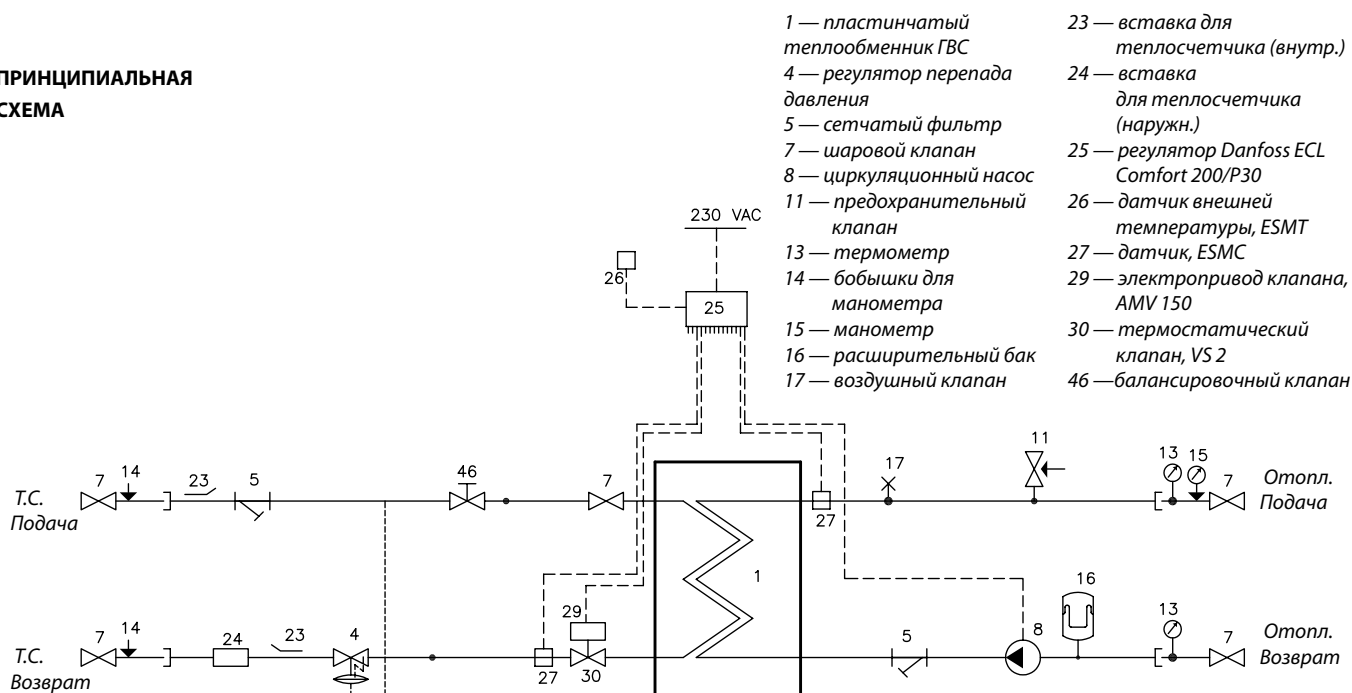 ПРИНЦИПИАЛЬНАЯ
СХЕМА
1 — пластинчатый
теплообменник ГВС
4 — регулятор перепада
давления
5 — сетчатый фильтр
7 — шаровой клапан
8 — циркуляционный насос
11 — предохранительный
клапан
13 — термометр
14 — бобышки для
манометра
15 — манометр
16 — расширительный бак
17 — воздушный клапан
23 — вставка для
теплосчетчика (внутр.)
24 — вставка
для теплосчетчика
(наружн.)
25 — регулятор Danfoss ECL
Comfort 200/P30
26 — датчик внешней
температуры, ESMT
27 — датчик, ESMC
29 — электропривод клапана,
AMV 150
30 — термостатический
клапан, VS 2
46 —балансировочный клапан
230 VAC
26
25
Т.С.
Подача
7
14
23
5
46
7
27
17
11
13
15
7
Отопл.
Подача
1
Т.С.
Возврат
7
14
24
23
4
27
29
30
5
8
16
13
7
Отопл.
Возврат